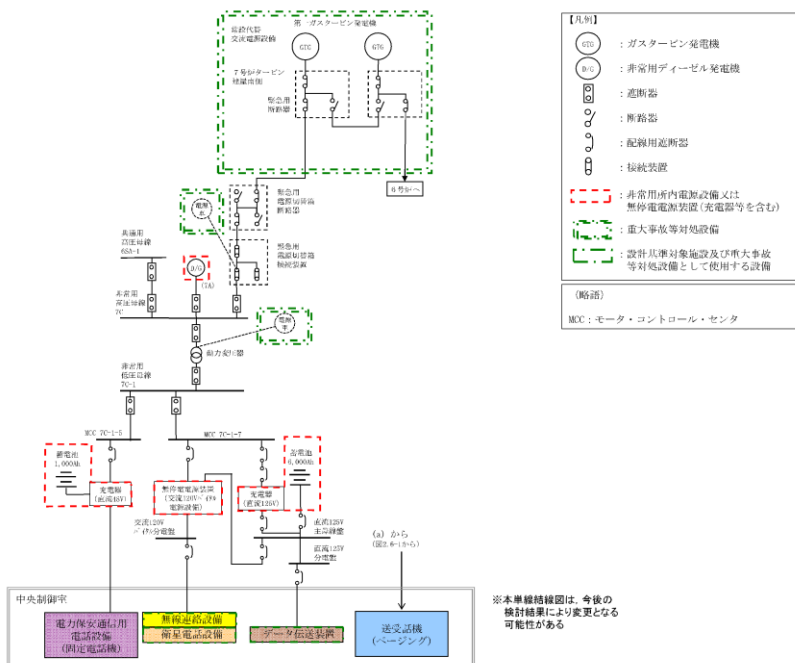 常設代替
交流電源設備
第一ガスタービン発電機
GTG
GTG
7号炉タービン
建屋南側
緊急用
断路器
6号炉へ
緊急用
電源切替箱
断路器
電源車
緊急用
電源切替箱
接続装置
共通用
高圧母線
6SA-1
D/G
(7A)
非常用
高圧母線
7C
電源車
動力変圧器
非常用
低圧母線
7C-1
MCC 7C-1-5
MCC 7C-1-7
蓄電池
1,000Ah
充電器
(直流48V)
無停電電源装置
(交流120Vバイタル
電源設備)
蓄電池
6,000Ah
充電器
(直流125V)
交流120V
バイタル分電盤
直流125V
主母線盤
直流125V
分電盤
(a) から
(図2.6-1から)
中央制御室
電力保安通信用
電話設備
(固定電話機)
無線連絡設備
衛星電話設備
データ伝送装置
送受話機
(ページング)
※本単線結線図は、今後の
検討結果により変更となる
可能性がある
【凡例】
GTG
：ガスタービン発電機
D/G
：非常用ディーゼル発電機
：遮断器
：断路器
：配線用遮断器
：接続装置
：非常用所内電源設備又は
無停電電源装置(充電器等を含む)
：重大事故等対処設備
：設計基準対象施設及び重大事故
等対処設備として使用する設備
(略語)
MCC：モータ・コントロール・センタ